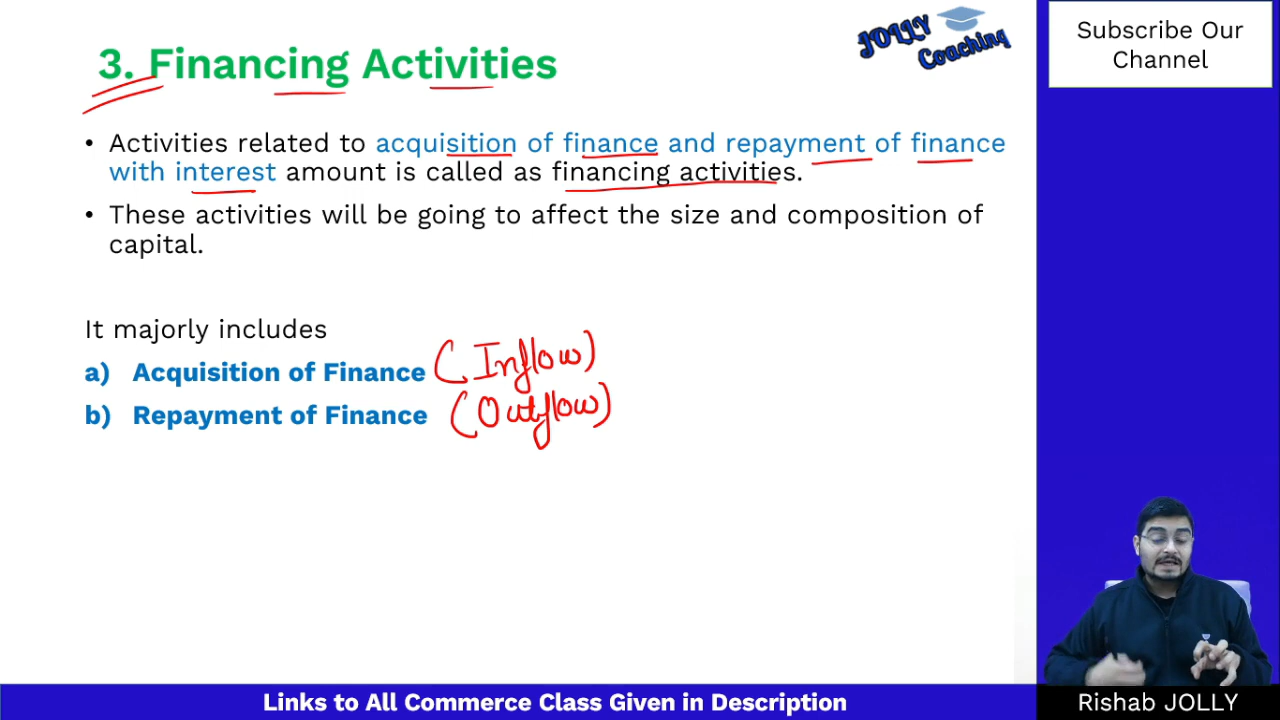 3. Financing Activities
JOLLY
Coaching
Subscribe Our
Channel
• Activities related to acquisition of finance and repayment of finance
with interest amount is called as financing activities.
• These activities will be going to affect the size and composition of
capital.
It majorly includes
a) Acquisition of Finance (Inflow)
b) Repayment of Finance (Outflow)
Links to All Commerce Class Given in Description
Rishab JOLLY